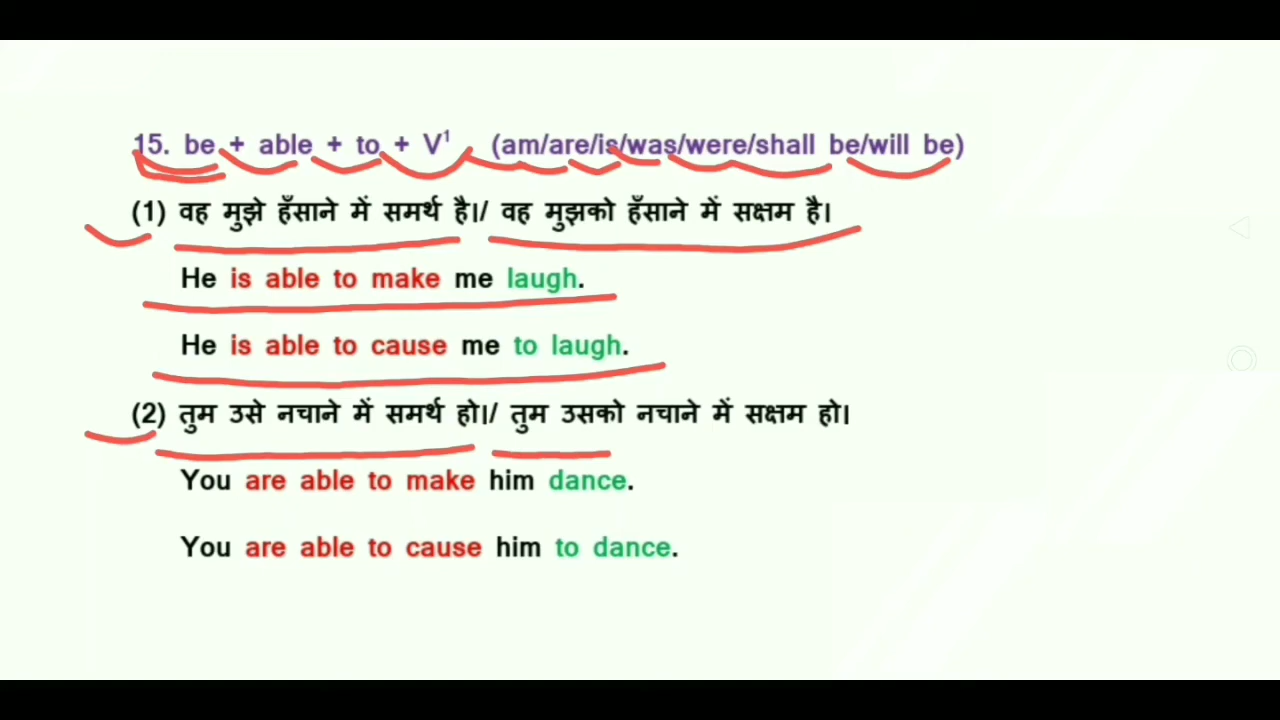 15. be + able + to + V¹ (am/are/is/was/were/shall be/will be)
(1) वह मुझे हँसाने में समर्थ है।/ वह मुझको हँसाने में सक्षम है।
He is able to make me laugh.
He is able to cause me to laugh.
(2) तुम उसे नचाने में समर्थ हो।/ तुम उसको नचाने में सक्षम हो।
You are able to make him dance.
You are able to cause him to dance.